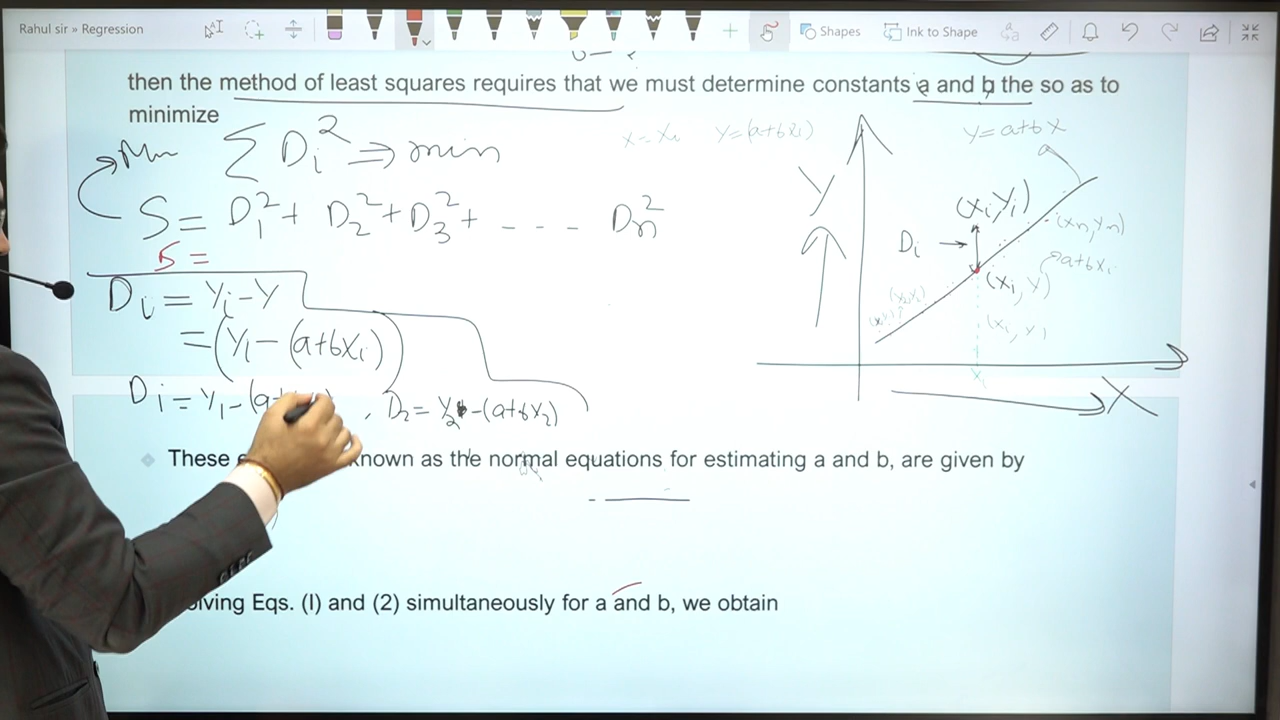 Rahul sir » Regression
Shapes
Ink to Shape
then the method of least squares requires that we must determine constants a and b the so as to
minimize
∑ Di² ⇒ min
Min
S = D1² + D2² + D3² + - - - Dn²
S =
Di = Yi - Y
= (Yi - (a+bXi))
Di = Y1 - (a , D2 = Y2 - (a+bX2)
X = Xi Y = (a+bXi)
Y = a+bX
Y
(Xi, Yi)
(Xn, Yn)
Di
a+bXi
(Xi, Y)
(Xi, Y)
Xi
X
These known as the normal equations for estimating a and b, are given by
Eqs. (I) and (2) simultaneously for a and b, we obtain